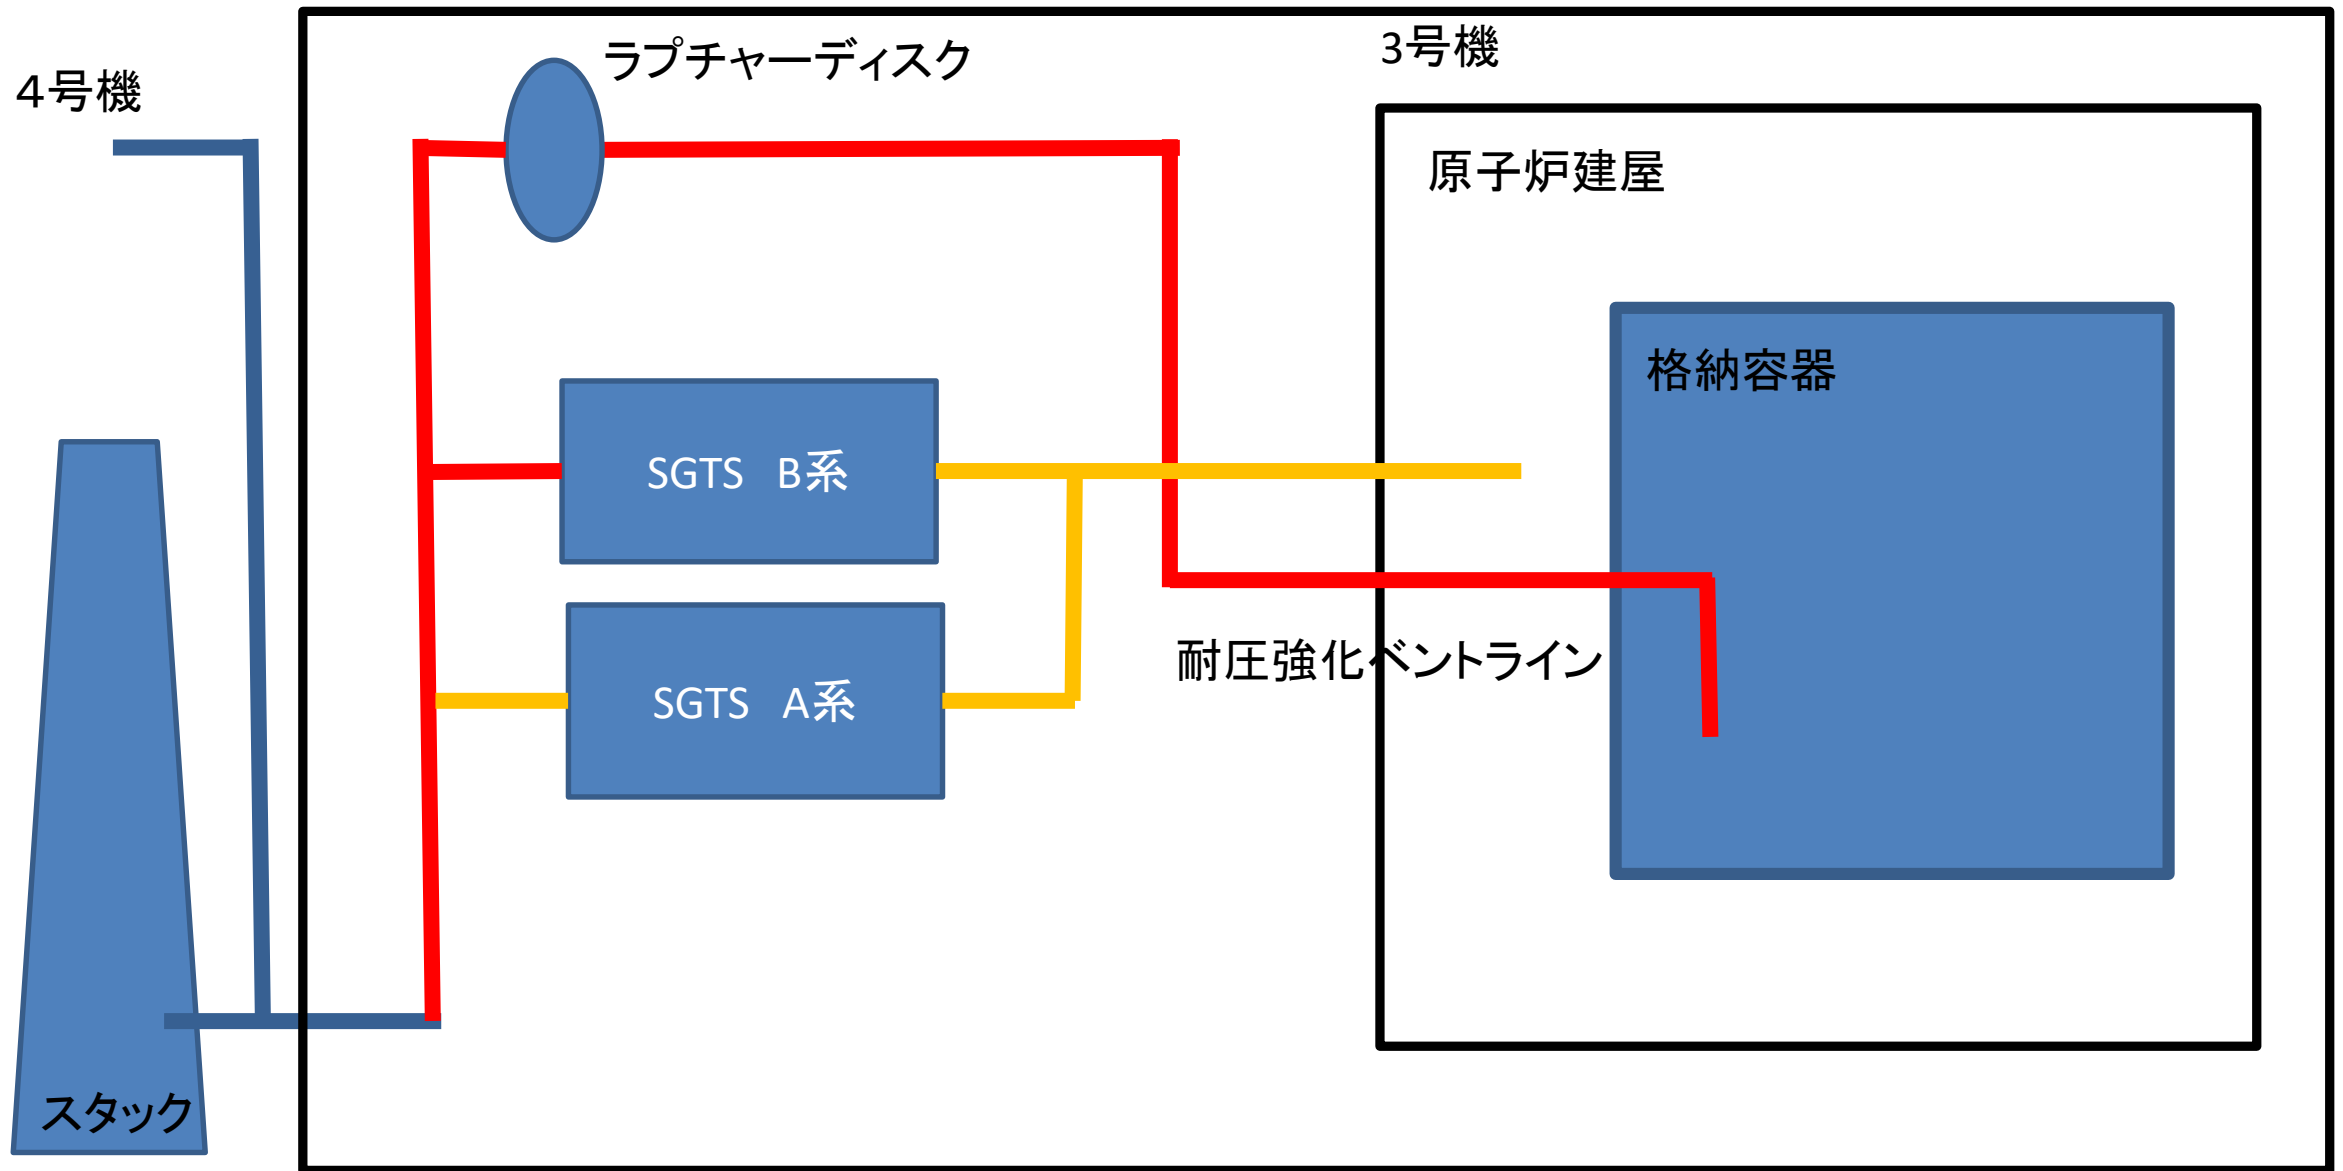 ラプチャーディスク
3号機
４号機
原子炉建屋
格納容器
SGTS　B系
耐圧強化ベントライン
SGTS　A系
スタック